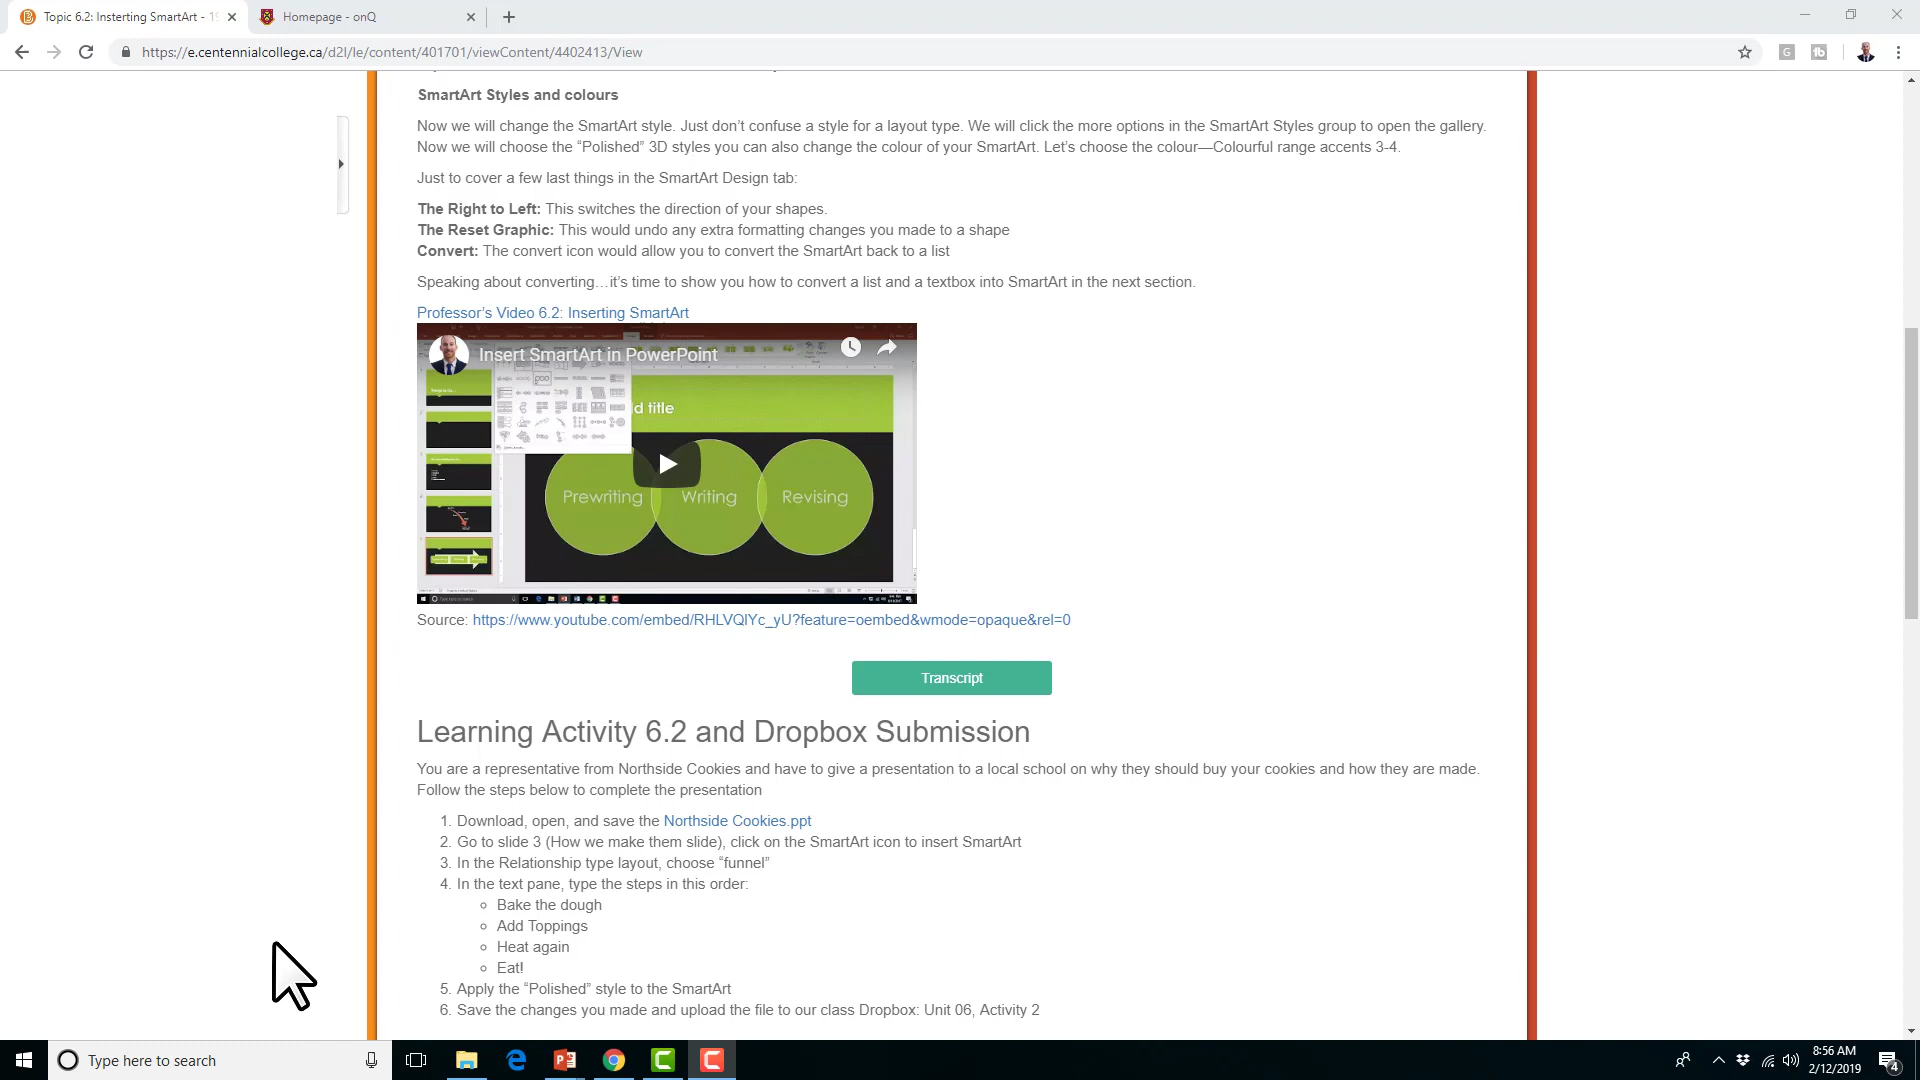 Topic 6.2: Insterting SmartArt - 19
Homepage - onQ
https://e.centennialcollege.ca/d2l/le/content/401701/viewContent/4402413/View
SmartArt Styles and colours
Now we will change the SmartArt style. Just don’t confuse a style for a layout type. We will click the more options in the SmartArt Styles group to open the gallery.
Now we will choose the “Polished” 3D styles you can also change the colour of your SmartArt. Let’s choose the colour—Colourful range accents 3-4.
Just to cover a few last things in the SmartArt Design tab:
The Right to Left: This switches the direction of your shapes.
The Reset Graphic: This would undo any extra formatting changes you made to a shape
Convert: The convert icon would allow you to convert the SmartArt back to a list
Speaking about converting…it’s time to show you how to convert a list and a textbox into SmartArt in the next section.
Professor’s Video 6.2: Inserting SmartArt
Insert SmartArt in PowerPoint
d title
Prewriting Writing Revising
Source: https://www.youtube.com/embed/RHLVQlYc_yU?feature=oembed&wmode=opaque&rel=0
Transcript
Learning Activity 6.2 and Dropbox Submission
You are a representative from Northside Cookies and have to give a presentation to a local school on why they should buy your cookies and how they are made.
Follow the steps below to complete the presentation
1. Download, open, and save the Northside Cookies.ppt
2. Go to slide 3 (How we make them slide), click on the SmartArt icon to insert SmartArt
3. In the Relationship type layout, choose “funnel”
4. In the text pane, type the steps in this order:
Bake the dough
Add Toppings
Heat again
Eat!
5. Apply the “Polished” style to the SmartArt
6. Save the changes you made and upload the file to our class Dropbox: Unit 06, Activity 2
Type here to search
8:56 AM
2/12/2019
4